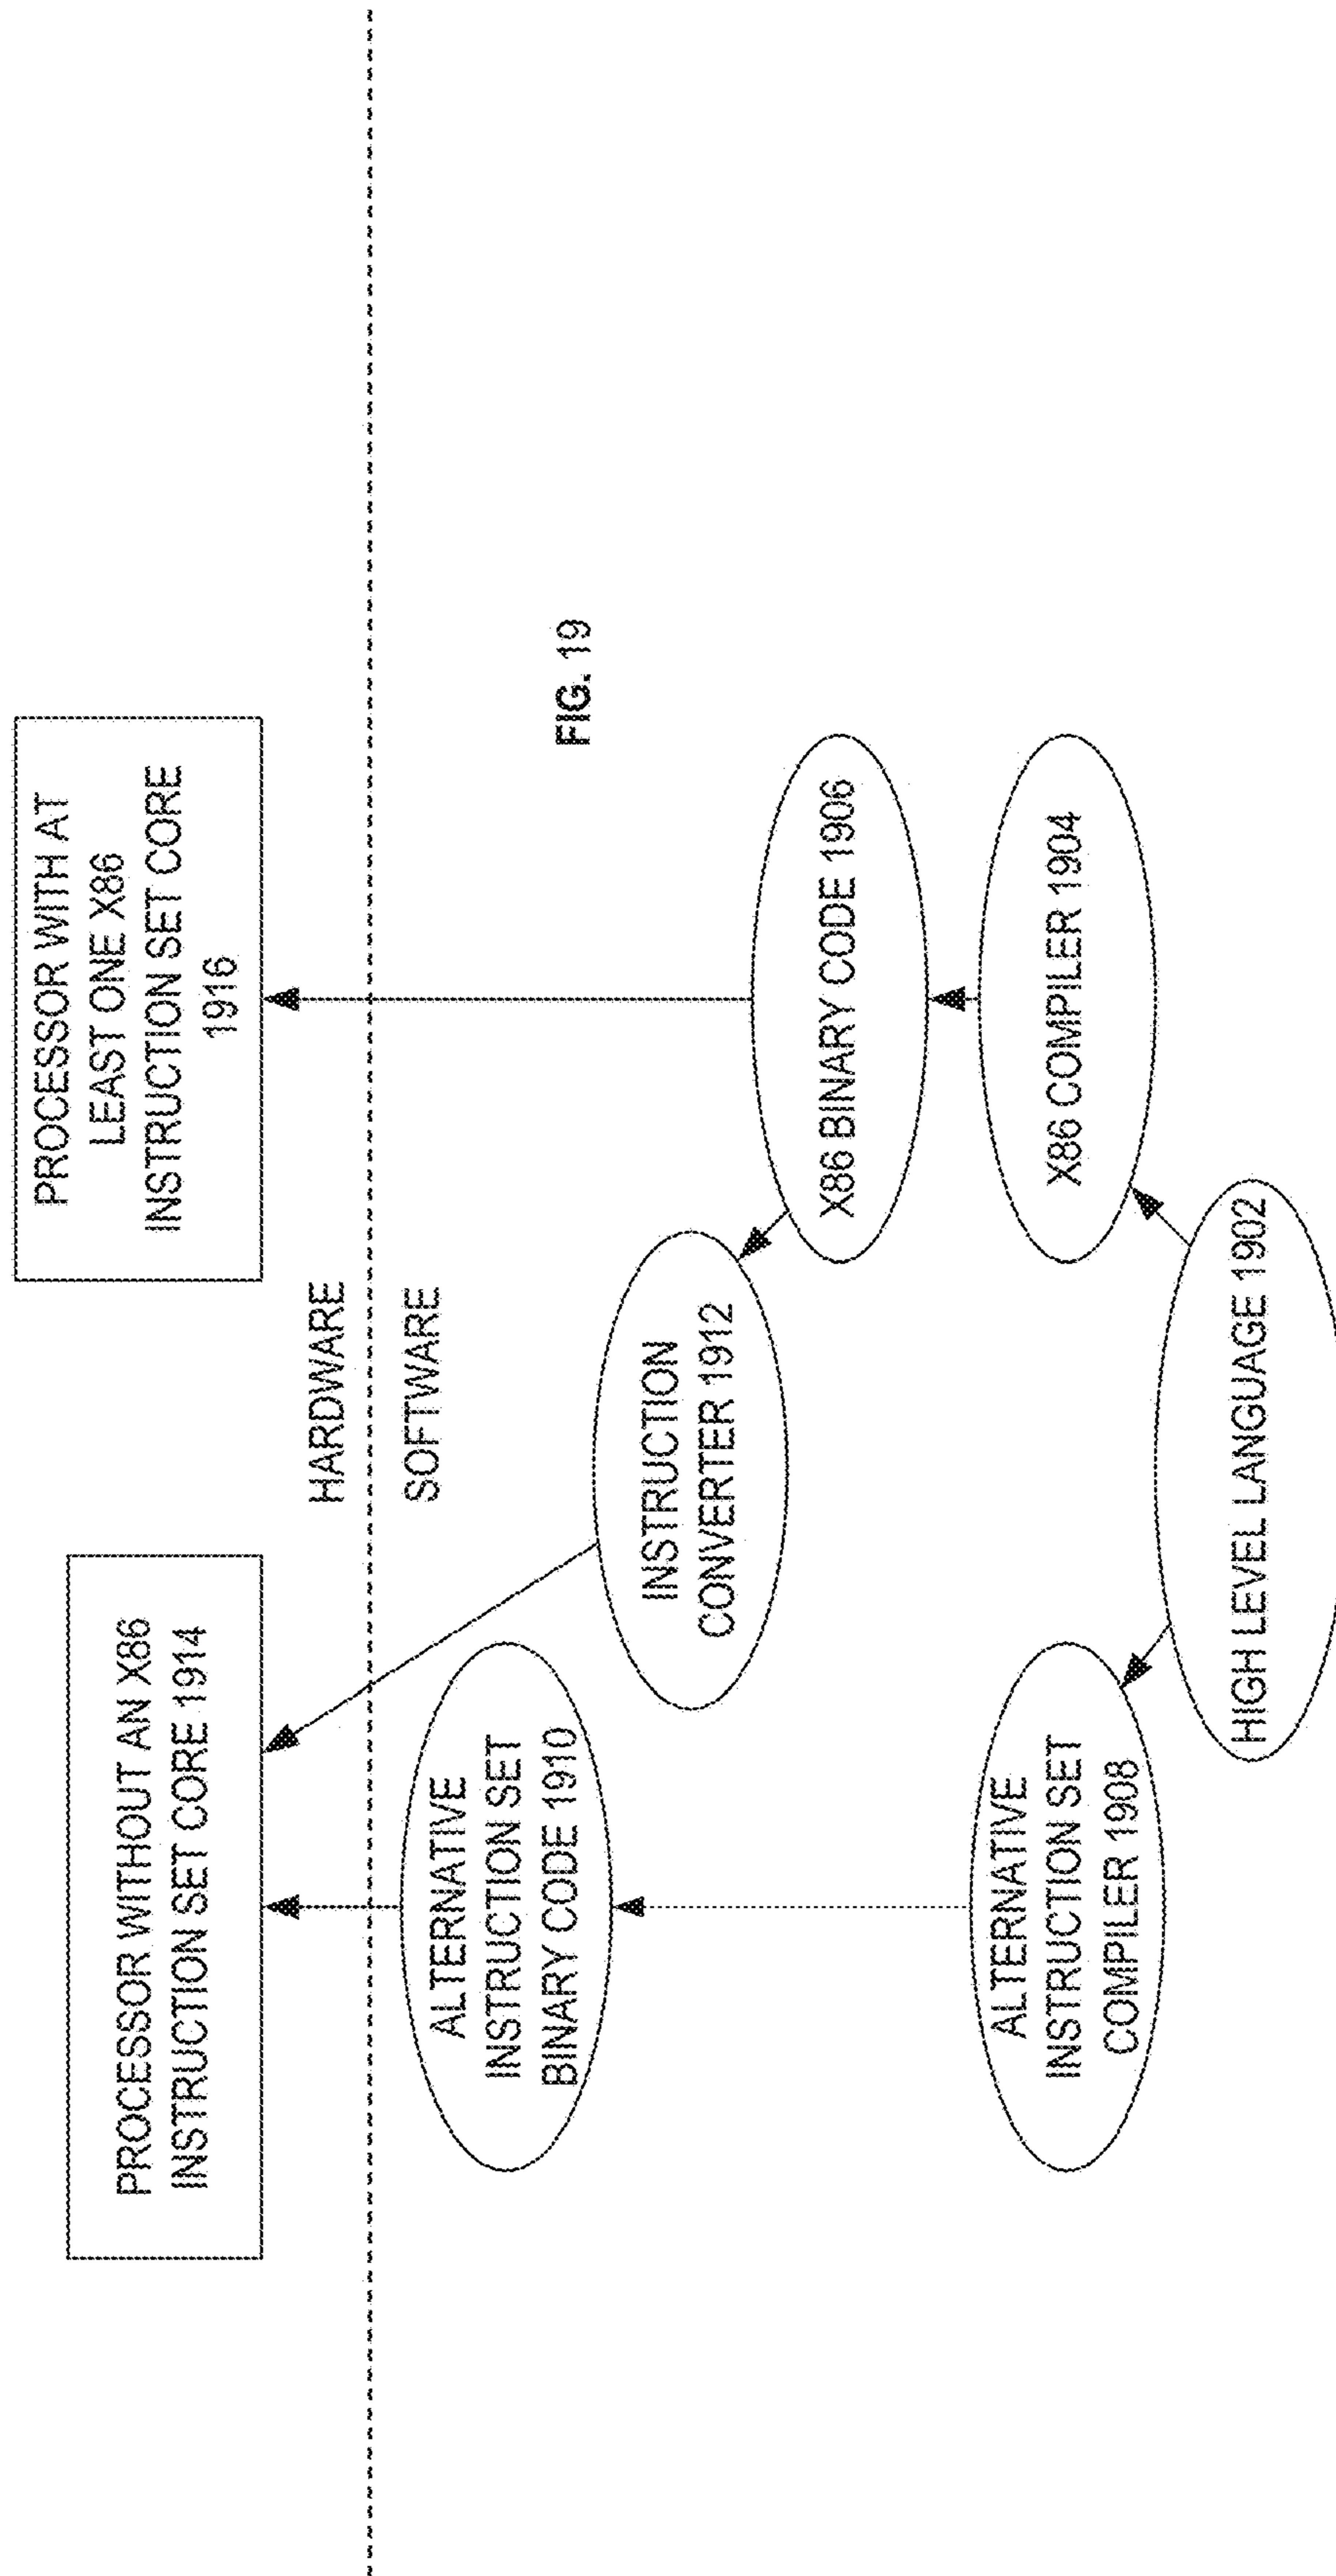 PROCESSOR WITHOUT AN X86
INSTRUCTION SET CORE 1914
PROCESSOR WITH AT
LEAST ONE X86
INSTRUCTION SET CORE
1916
HARDWARE
SOFTWARE
ALTERNATIVE
INSTRUCTION SET
BINARY CODE 1910
INSTRUCTION
CONVERTER 1912
FIG. 19
X86 BINARY CODE 1906
ALTERNATIVE
INSTRUCTION SET
COMPILER 1908
X86 COMPILER 1904
HIGH LEVEL LANGUAGE 1902